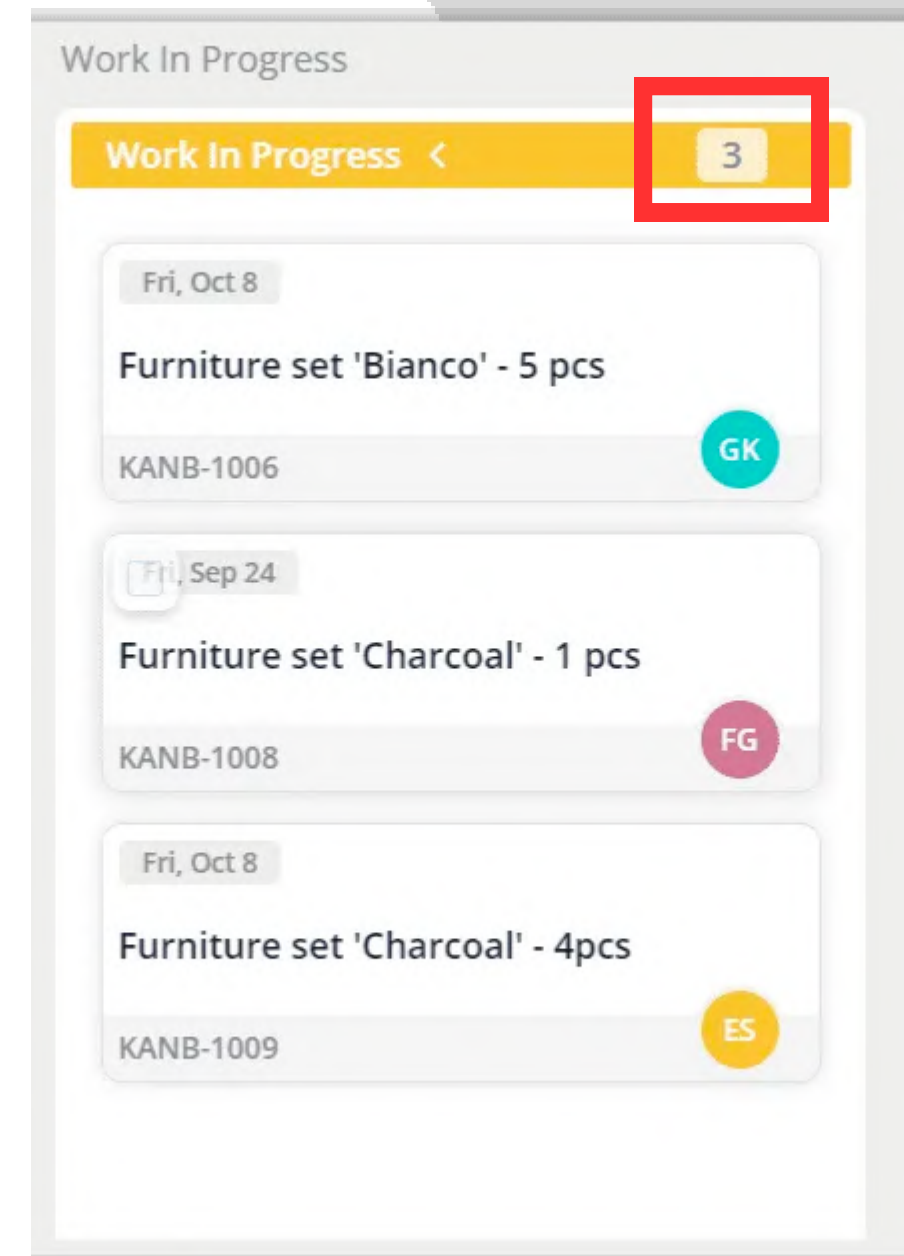 Work In Progress
Work In Progress <
3
Fri, Oct 8
Furniture set 'Bianco' - 5 pcs
GK
KANB-1006
Fri, Sep 24
Furniture set 'Charcoal' - 1 pcs
FG
KANB-1008
Fri, Oct 8
Furniture set 'Charcoal' - 4pcs
ES
KANB-1009